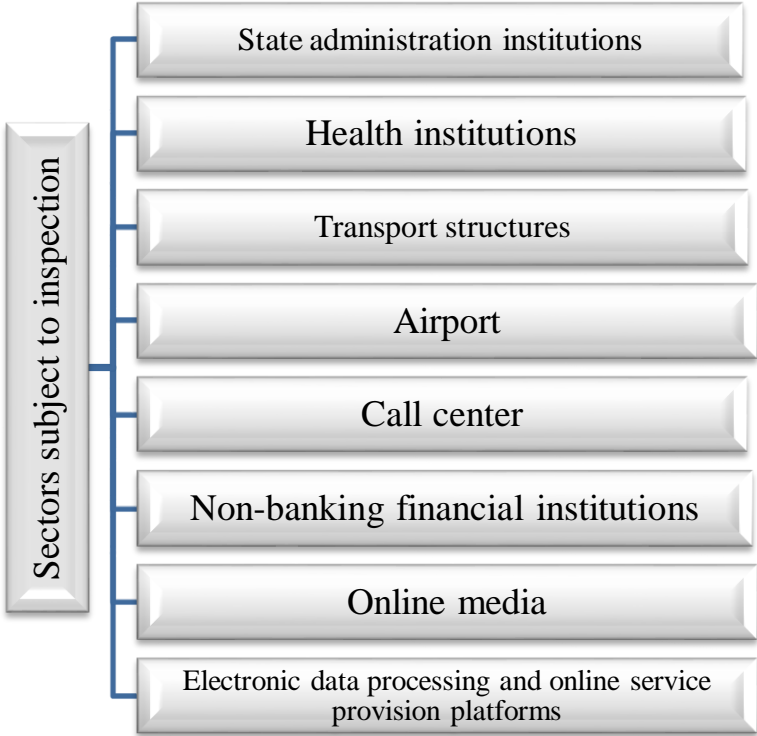 Sectors subject to inspection
State administration institutions
Health institutions
Transport structures
Airport
Call center
Non-banking financial institutions
Online media
Electronic data processing and online service
provision platforms